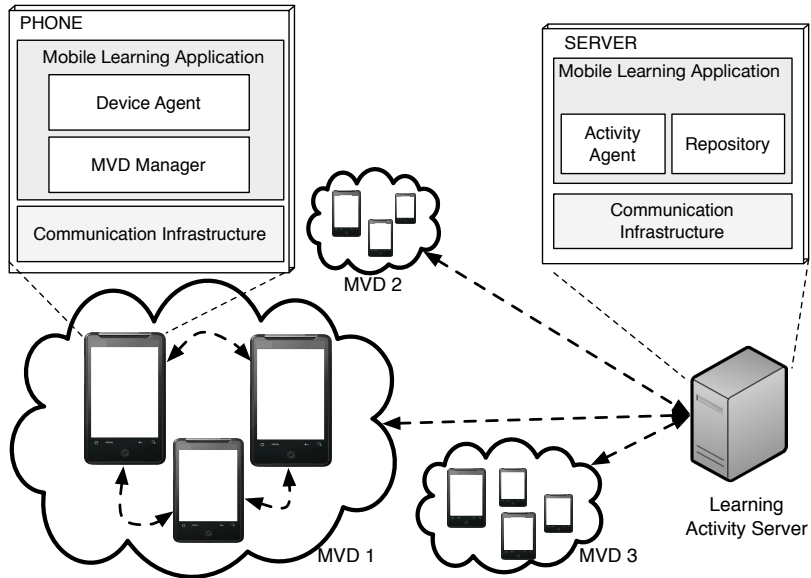 PHONE
Mobile Learning Application
Device Agent
MVD Manager
Communication Infrastructure
SERVER
Mobile Learning Application
Activity
Agent
Repository
Communication
Infrastructure
MVD 2
MVD 1
MVD 3
Learning
Activity Server